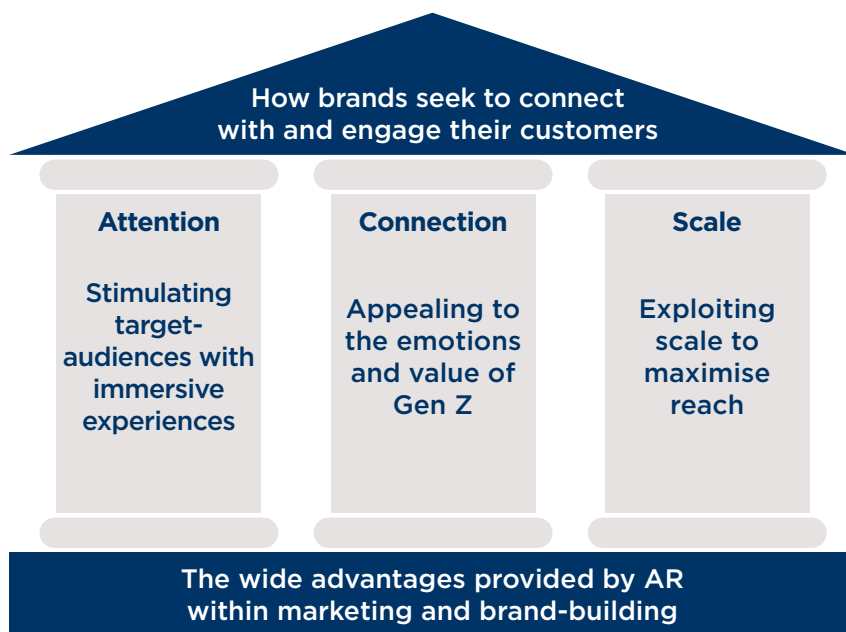 How brands seek to connect
with and engage their customers
Attention
Stimulating
target-
audiences with
immersive
experiences
Connection
Appealing to
the emotions
and value of
Gen Z
Scale
Exploiting
scale to
maximise
reach
The wide advantages provided by AR
within marketing and brand-building